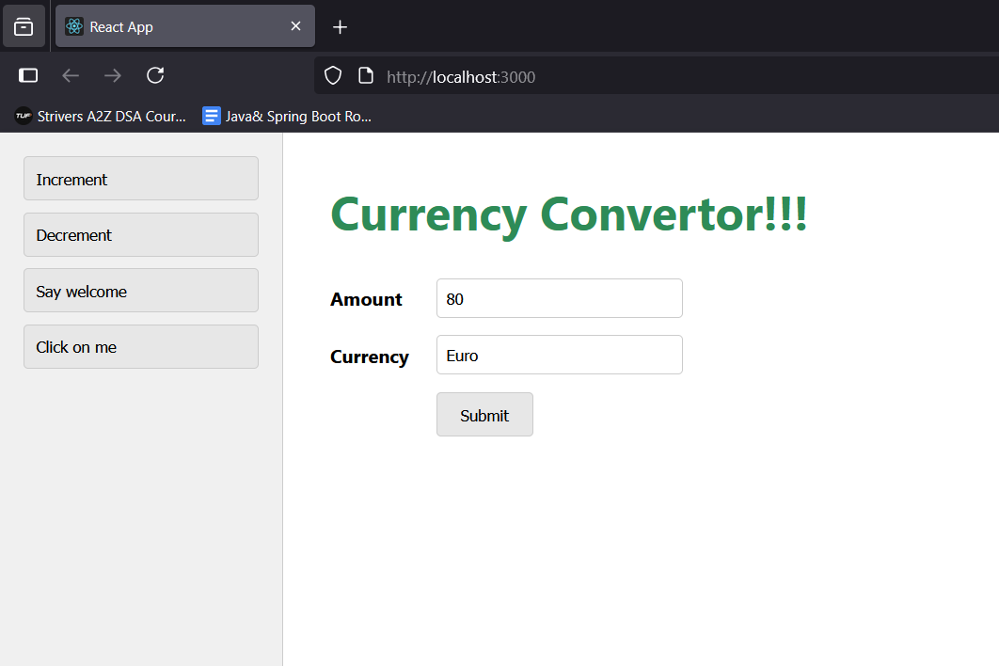 React App
http://localhost:3000
TUF Strivers A2Z DSA Cour... Java& Spring Boot Ro...
Increment
Decrement
Say welcome
Click on me
Currency Convertor!!!
Amount 80
Currency Euro
Submit